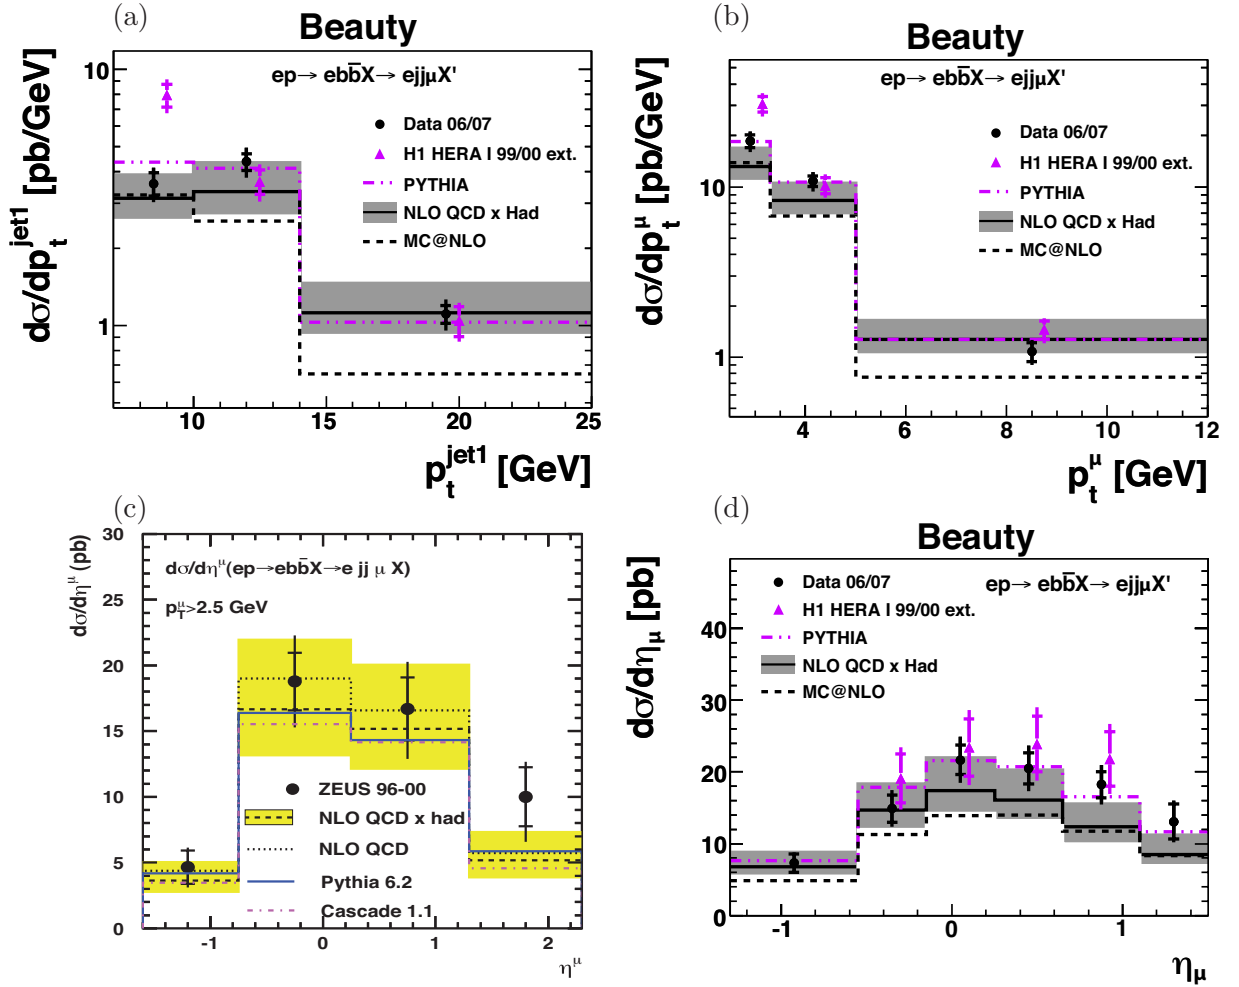 (a)
Beauty
ep→ ebb̅X→ ejjμX'
Data 06/07
H1 HERA I 99/00 ext.
PYTHIA
NLO QCD x Had
MC@NLO
dσ/dp_t^jet1 [pb/GeV]
10
1
10 15 20 25
p_t^jet1 [GeV]
(b)
Beauty
ep→ ebb̅X→ ejjμX'
Data 06/07
H1 HERA I 99/00 ext.
PYTHIA
NLO QCD x Had
MC@NLO
dσ/dp_t^μ [pb/GeV]
10
1
4 6 8 10 12
p_t^μ [GeV]
(c)
dσ/dη^μ (pb)
30
25
20
15
10
5
0
dσ/dη^μ(ep→ebb̅X→e jj μ X)
p_T^μ>2.5 GeV
ZEUS 96-00
NLO QCD x had
NLO QCD
Pythia 6.2
Cascade 1.1
-1 0 1 2
η^μ
(d)
Beauty
Data 06/07
ep→ ebb̅X→ ejjμX'
H1 HERA I 99/00 ext.
PYTHIA
NLO QCD x Had
MC@NLO
dσ/dη_μ [pb]
40
30
20
10
0
-1 0 1
η_μ